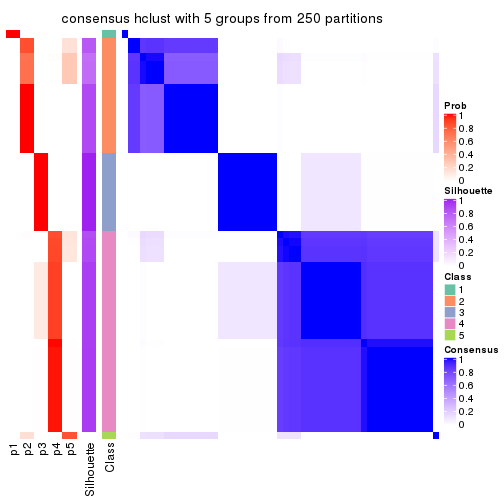 consensus hclust with 5 groups from 250 partitions
Prob
1
0.8
0.6
0.4
0.2
0
Silhouette
1
0.8
0.6
0.4
0.2
0
Class
1
2
3
4
5
Consensus
1
0.8
0.6
0.4
0.2
0
p1
p2
p3
p4
p5
Silhouette
Class